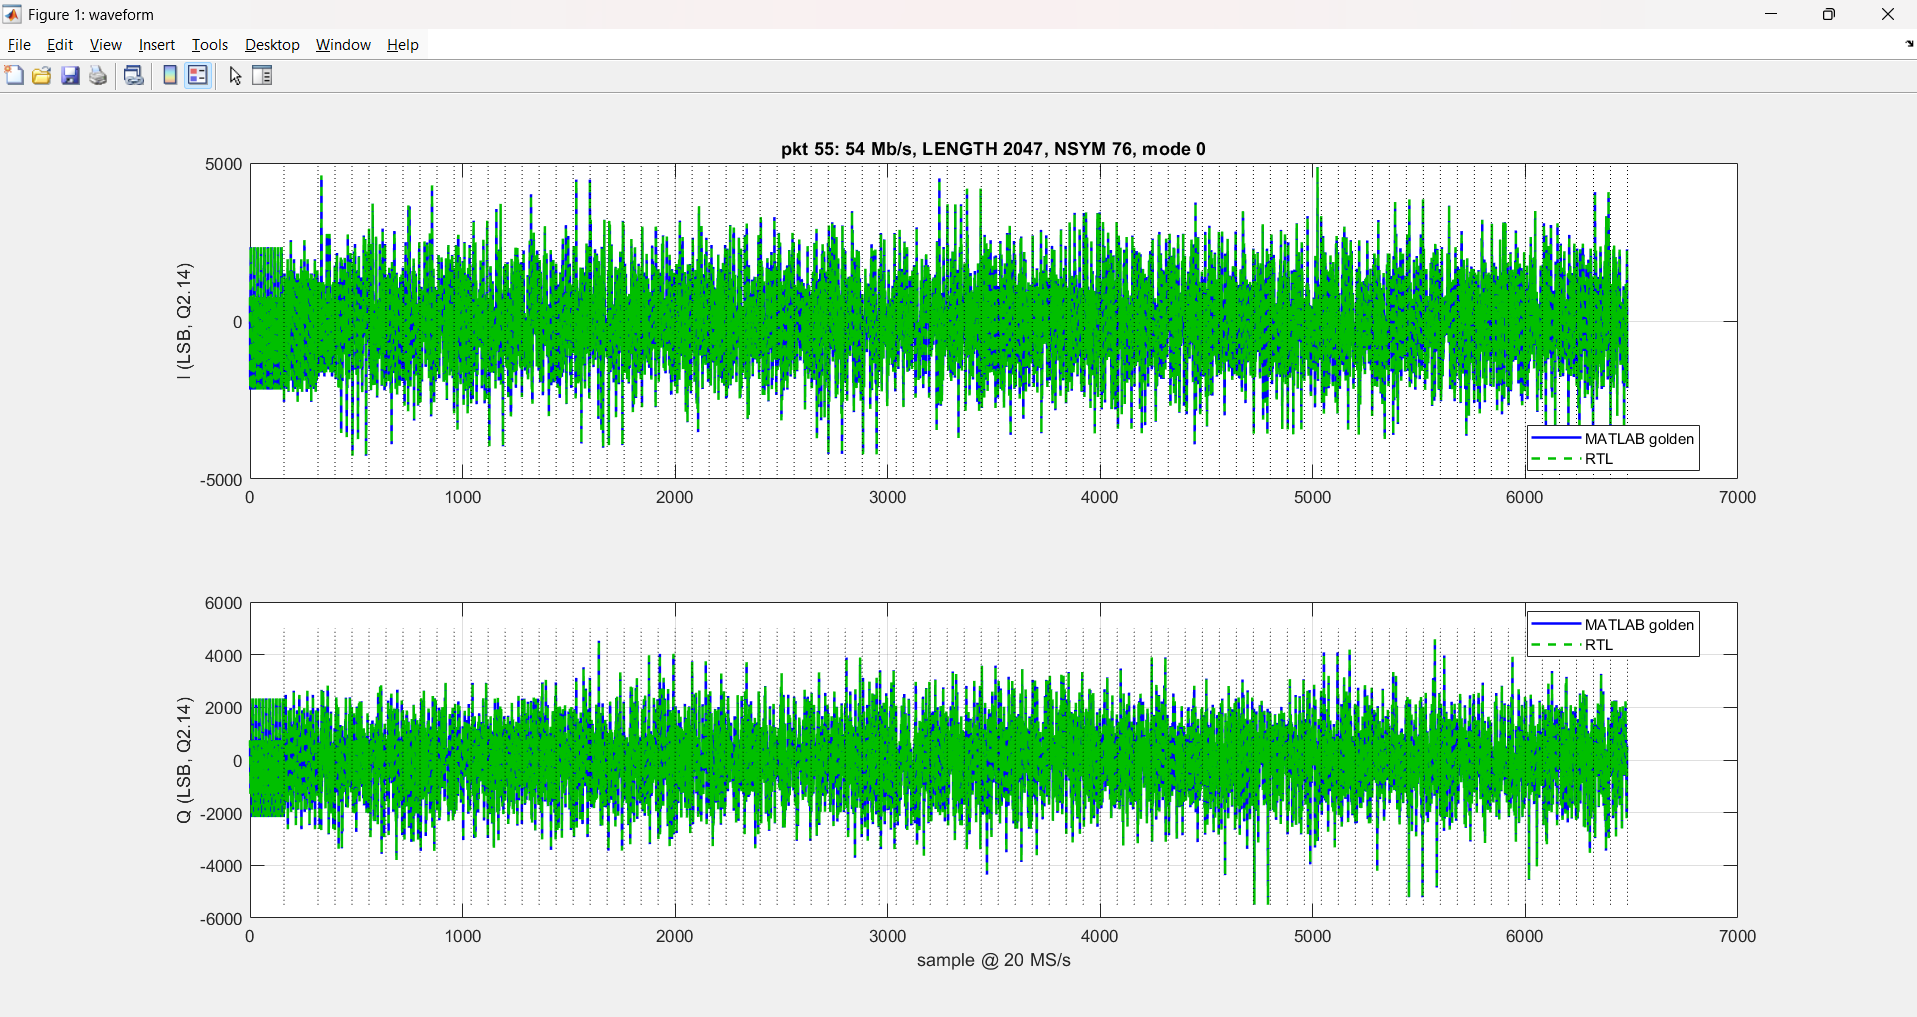 Figure 1: waveform
File Edit View Insert Tools Desktop Window Help
pkt 55: 54 Mb/s, LENGTH 2047, NSYM 76, mode 0
I (LSB, Q2.14)
5000
0
-5000
0 1000 2000 3000 4000 5000 6000 7000
MATLAB golden
RTL
Q (LSB, Q2.14)
6000
4000
2000
0
-2000
-4000
-6000
0 1000 2000 3000 4000 5000 6000 7000
MATLAB golden
RTL
sample @ 20 MS/s